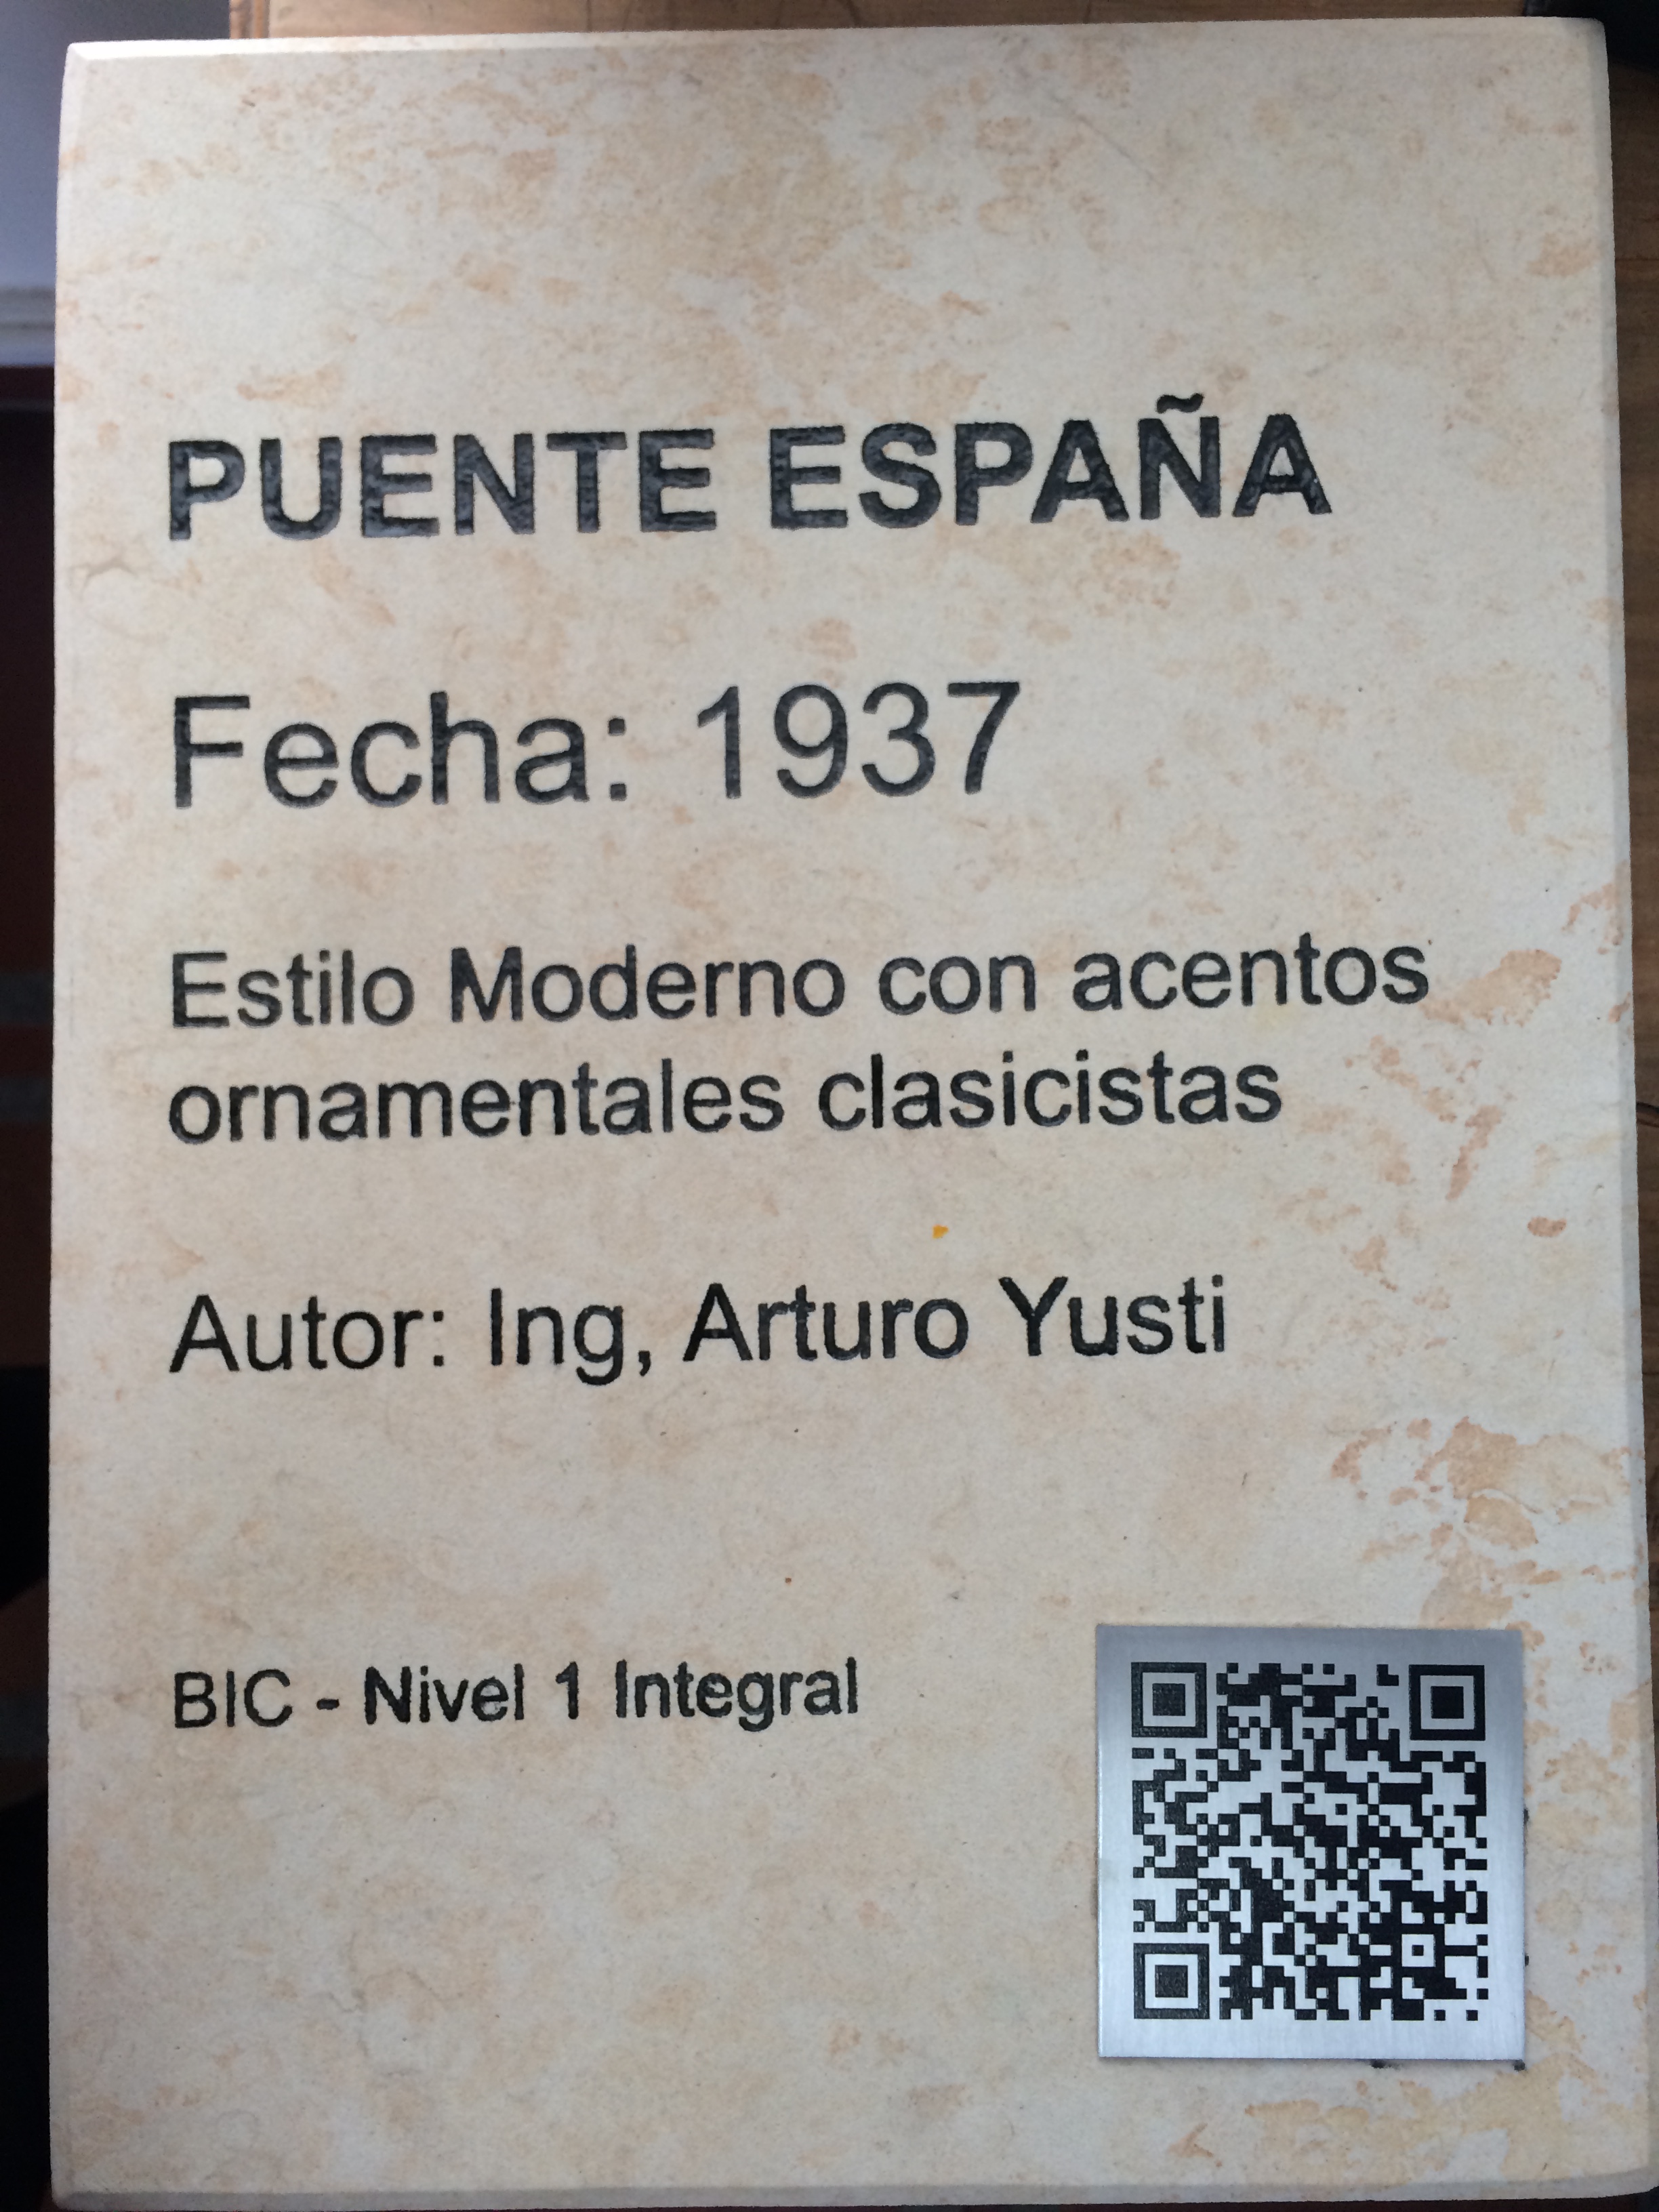 PUENTE ESPAÑA
Fecha: 1937
Estilo Moderno con acentos
ornamentales clasicistas
Autor: Ing, Arturo Yusti
BIC - Nivel 1 Integral